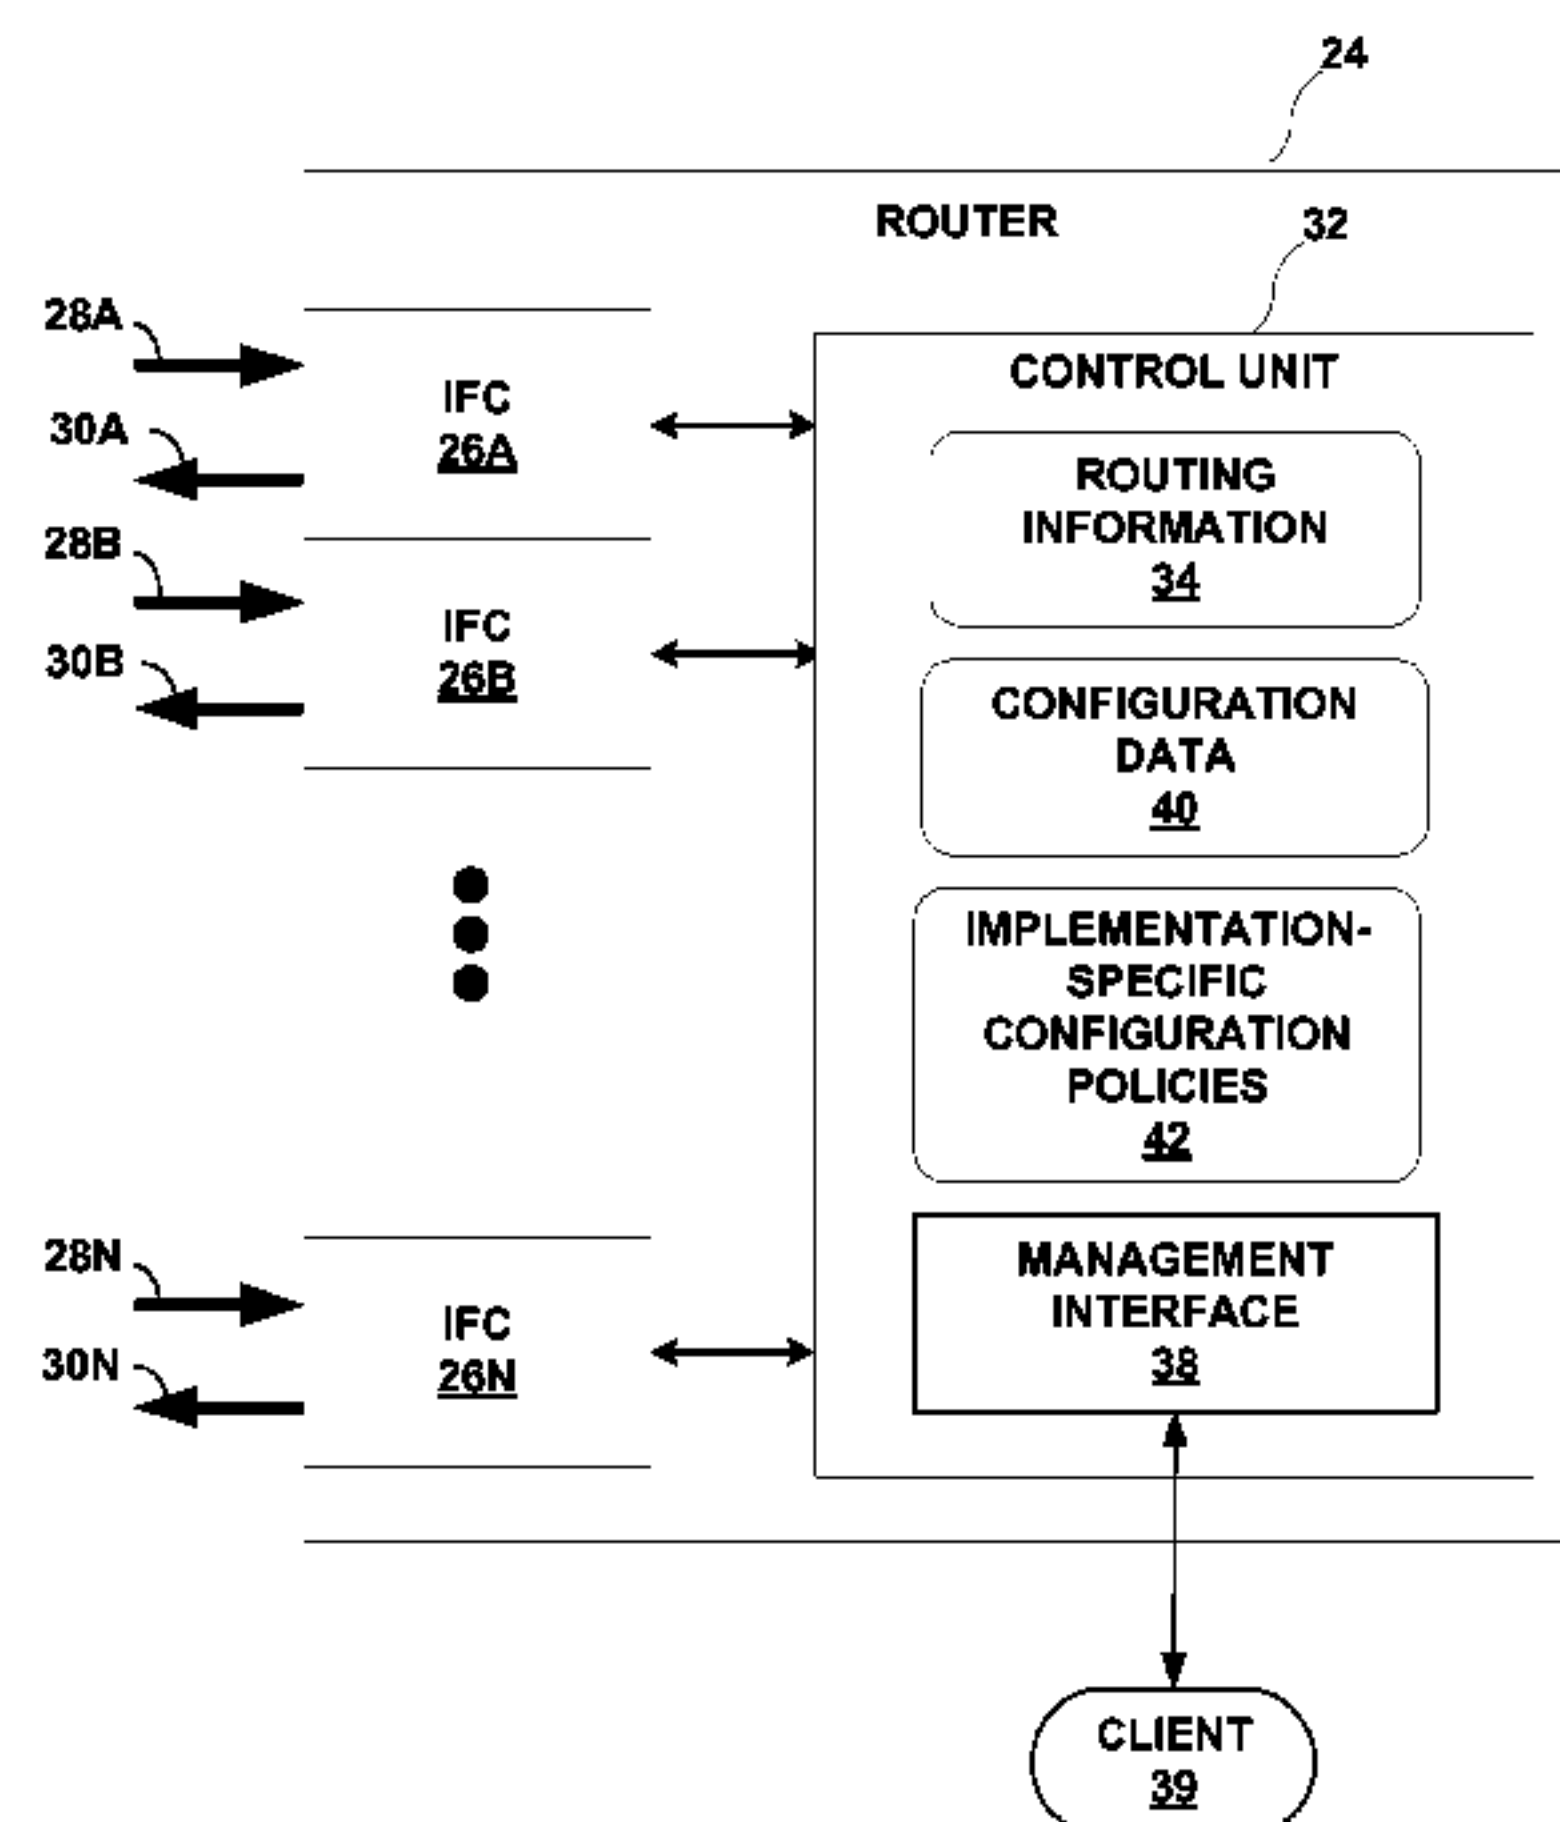 24
ROUTER
32
28A
30A
28B
30B
IFC
26A
IFC
26B
28N
30N
IFC
26N
CONTROL UNIT
ROUTING
INFORMATION
34
CONFIGURATION
DATA
40
IMPLEMENTATION-
SPECIFIC
CONFIGURATION
POLICIES
42
MANAGEMENT
INTERFACE
38
CLIENT
39